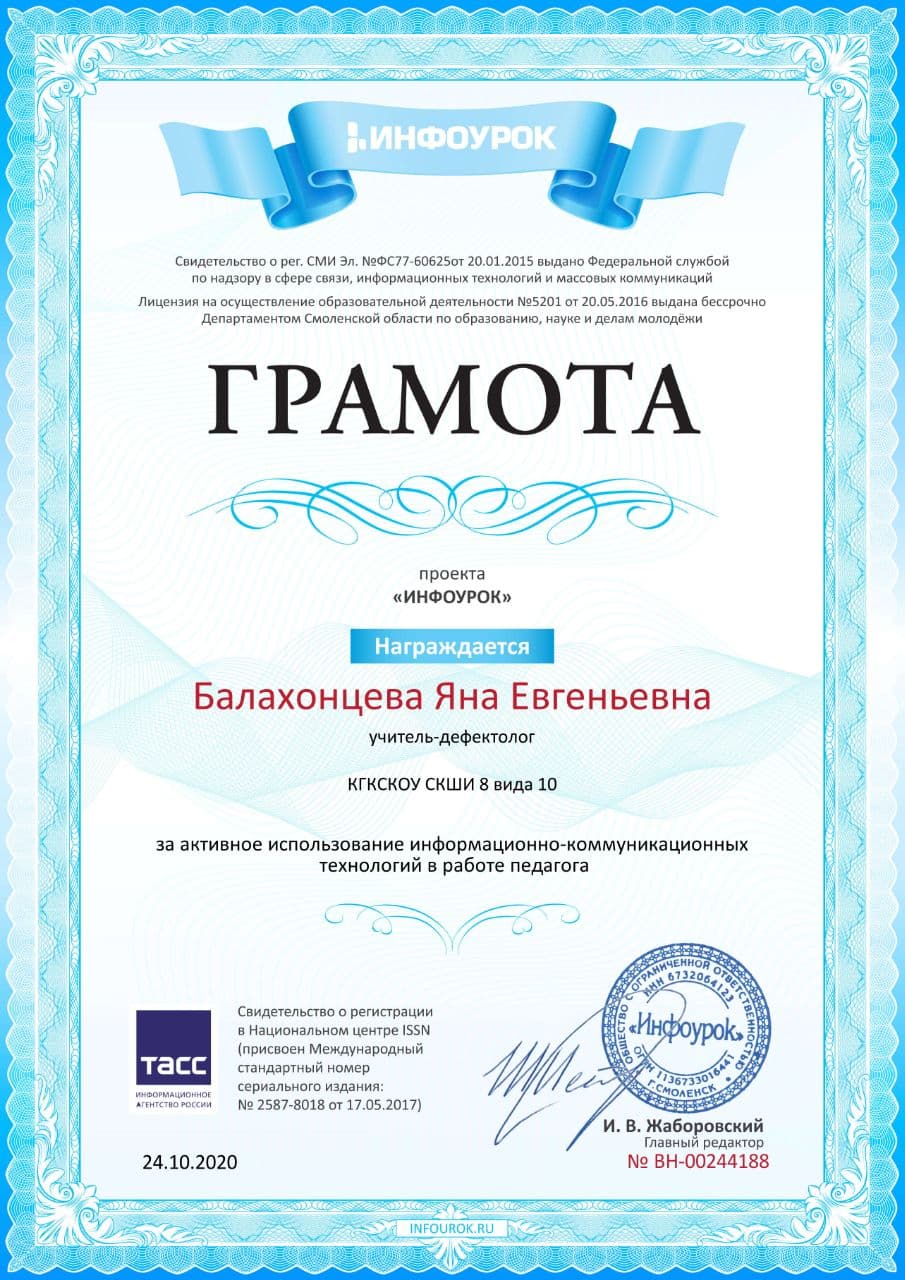 ИНФОУРОК
Свидетельство о рег. СМИ Эл. №ФС77-60625от 20.01.2015 выдано Федеральной службой
по надзору в сфере связи, информационных технологий и массовых коммуникаций
Лицензия на осуществление образовательной деятельности №5201 от 20.05.2016 выдана бессрочно
Департаментом Смоленской области по образованию, науке и делам молодёжи
ГРАМОТА
проекта
«ИНФОУРОК»
Награждается
Балахонцева Яна Евгеньевна
учитель-дефектолог
КГКСКОУ СКШИ 8 вида 10
за активное использование информационно-коммуникационных
технологий в работе педагога
тасс
ИНФОРМАЦИОННОЕ
АГЕНТСТВО РОССИИ
Свидетельство о регистрации
в Национальном центре ISSN
(присвоен Международный
стандартный номер
сериального издания:
№ 2587-8018 от 17.05.2017)
ОБЩЕСТВО С ОГРАНИЧЕННОЙ ОТВЕТСТВЕННОСТЬЮ
ИНН 6732064123
«Инфоурок»
ОГРН 1136733016441
Г.СМОЛЕНСК
И. В. Жаборовский
Главный редактор
24.10.2020
№ ВН-00244188
INFOUROK.RU